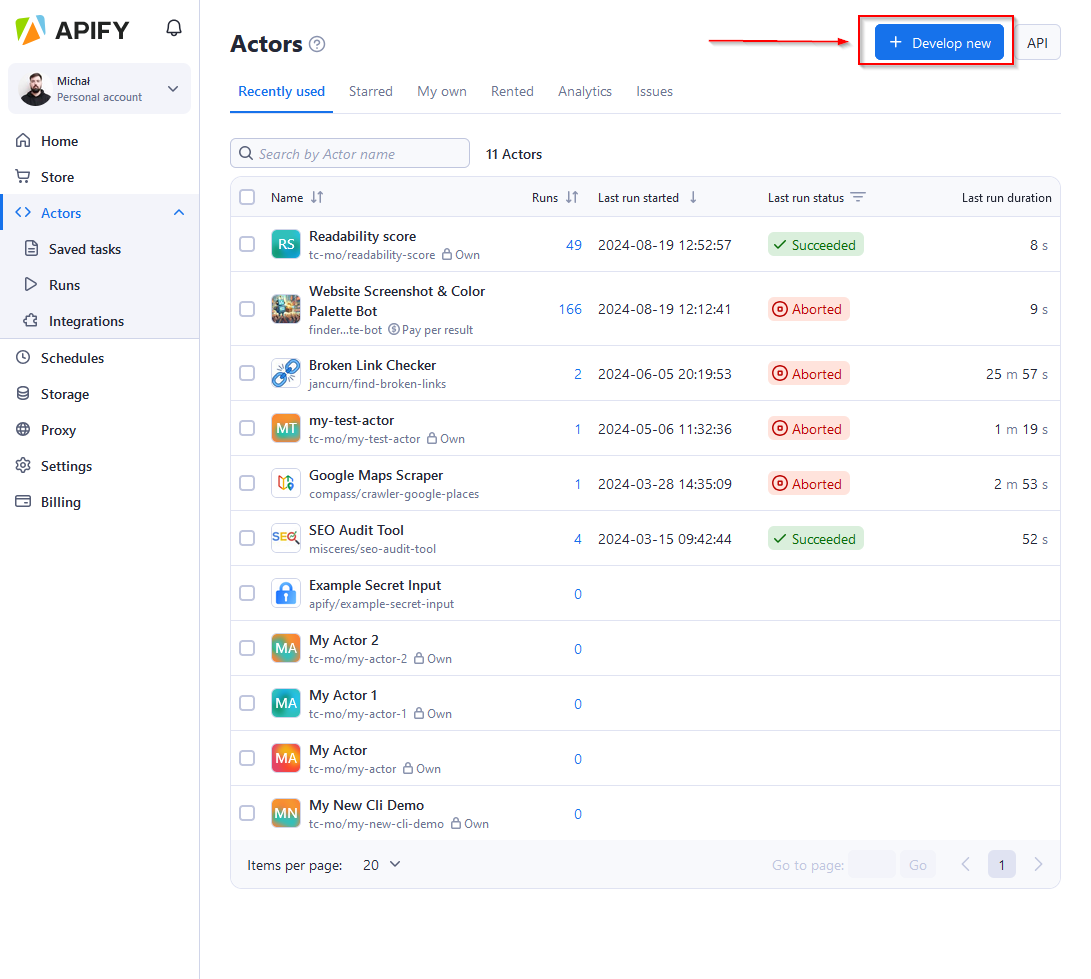 APIFY
Michał
Personal account
Home
Store
Actors
Saved tasks
Runs
Integrations
Schedules
Storage
Proxy
Settings
Billing
Actors ?
+ Develop new API
Recently used Starred My own Rented Analytics Issues
Search by Actor name 11 Actors
Name Runs Last run started Last run status Last run duration
RS Readability score
tc-mo/readability-score Own 49 2024-08-19 12:52:57 Succeeded 8 s
Website Screenshot & Color
Palette Bot
finder...te-bot Pay per result 166 2024-08-19 12:12:41 Aborted 9 s
Broken Link Checker
jancurn/find-broken-links 2 2024-06-05 20:19:53 Aborted 25 m 57 s
MT my-test-actor
tc-mo/my-test-actor Own 1 2024-05-06 11:32:36 Aborted 1 m 19 s
Google Maps Scraper
compass/crawler-google-places 1 2024-03-28 14:35:09 Aborted 2 m 53 s
SEO SEO Audit Tool
misceres/seo-audit-tool 4 2024-03-15 09:42:44 Succeeded 52 s
Example Secret Input
apify/example-secret-input 0
MA My Actor 2
tc-mo/my-actor-2 Own 0
MA My Actor 1
tc-mo/my-actor-1 Own 0
MA My Actor
tc-mo/my-actor Own 0
MN My New Cli Demo
tc-mo/my-new-cli-demo Own 0
Items per page: 20 Go to page: Go 1